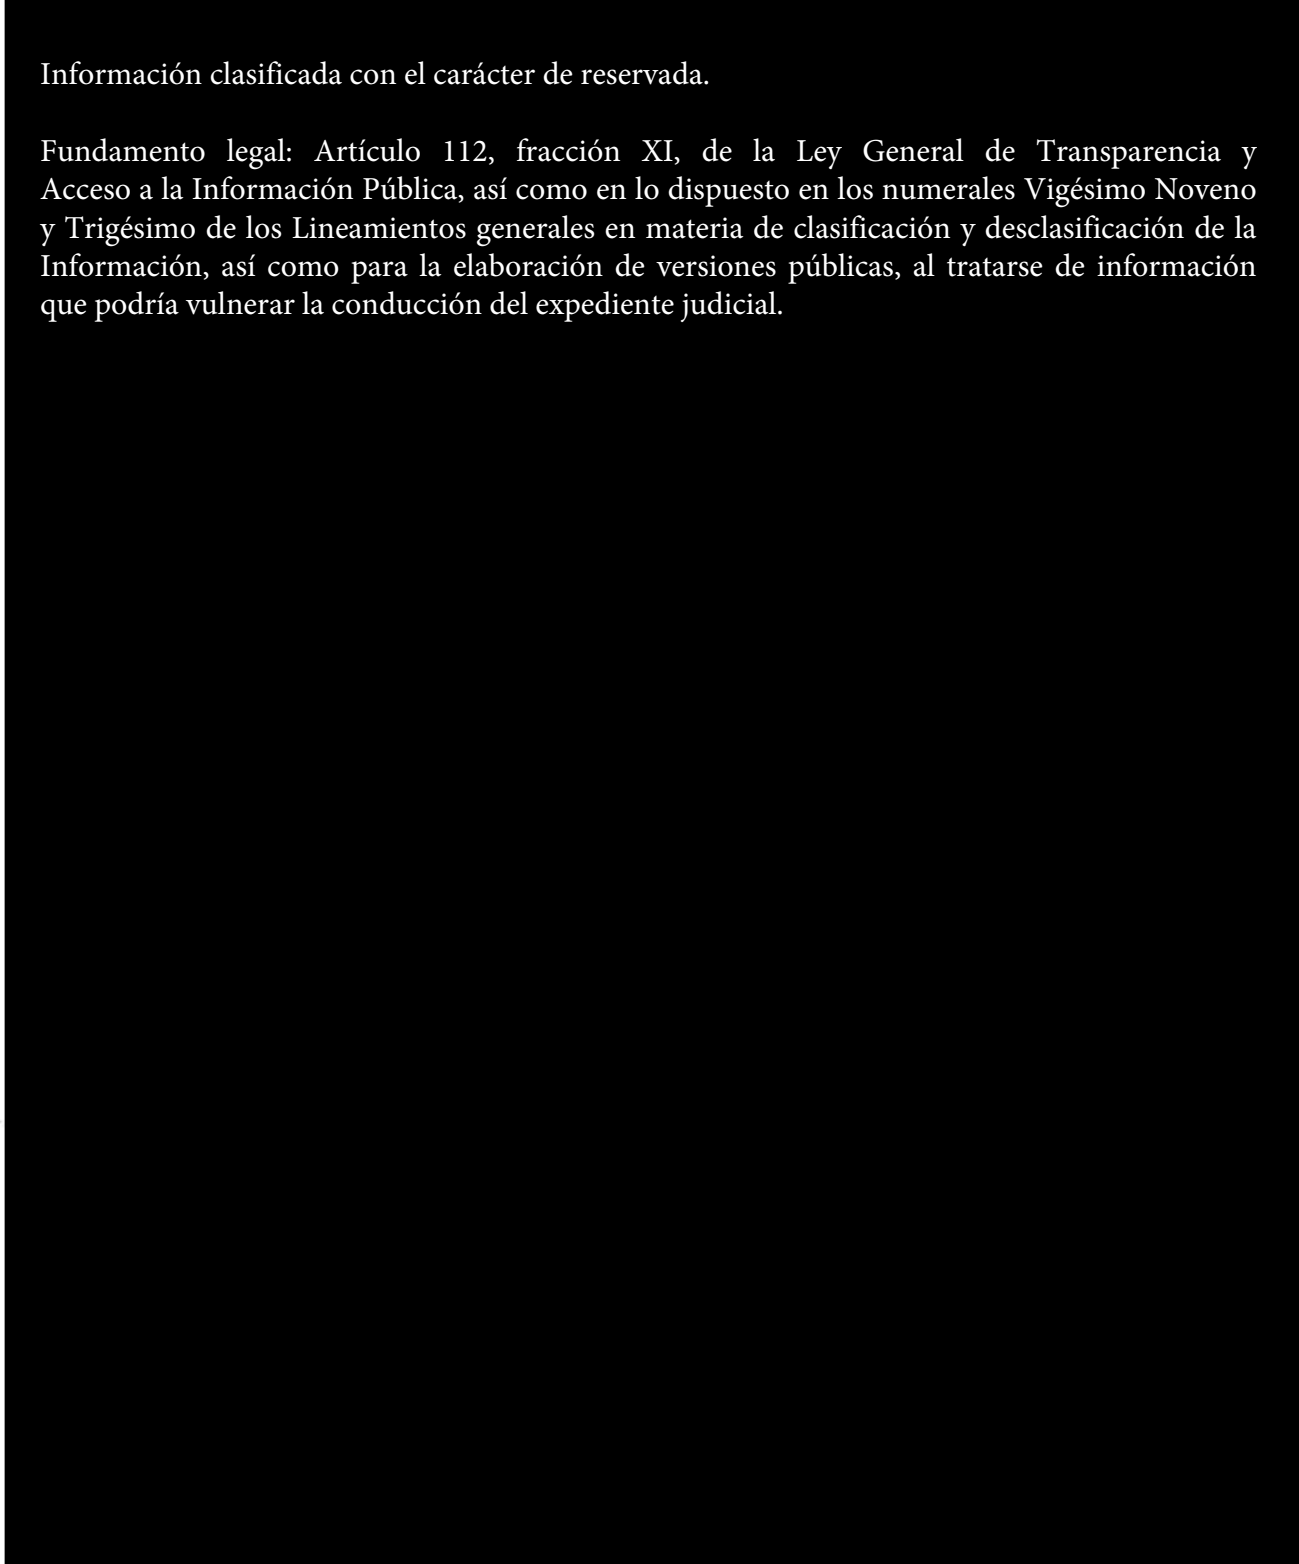 Información clasificada con el carácter de reservada.
Fundamento legal: Artículo 112, fracción XI, de la Ley General de Transparencia y
Acceso a la Información Pública, así como en lo dispuesto en los numerales Vigésimo Noveno
y Trigésimo de los Lineamientos generales en materia de clasificación y desclasificación de la
Información, así como para la elaboración de versiones públicas, al tratarse de información
que podría vulnerar la conducción del expediente judicial.